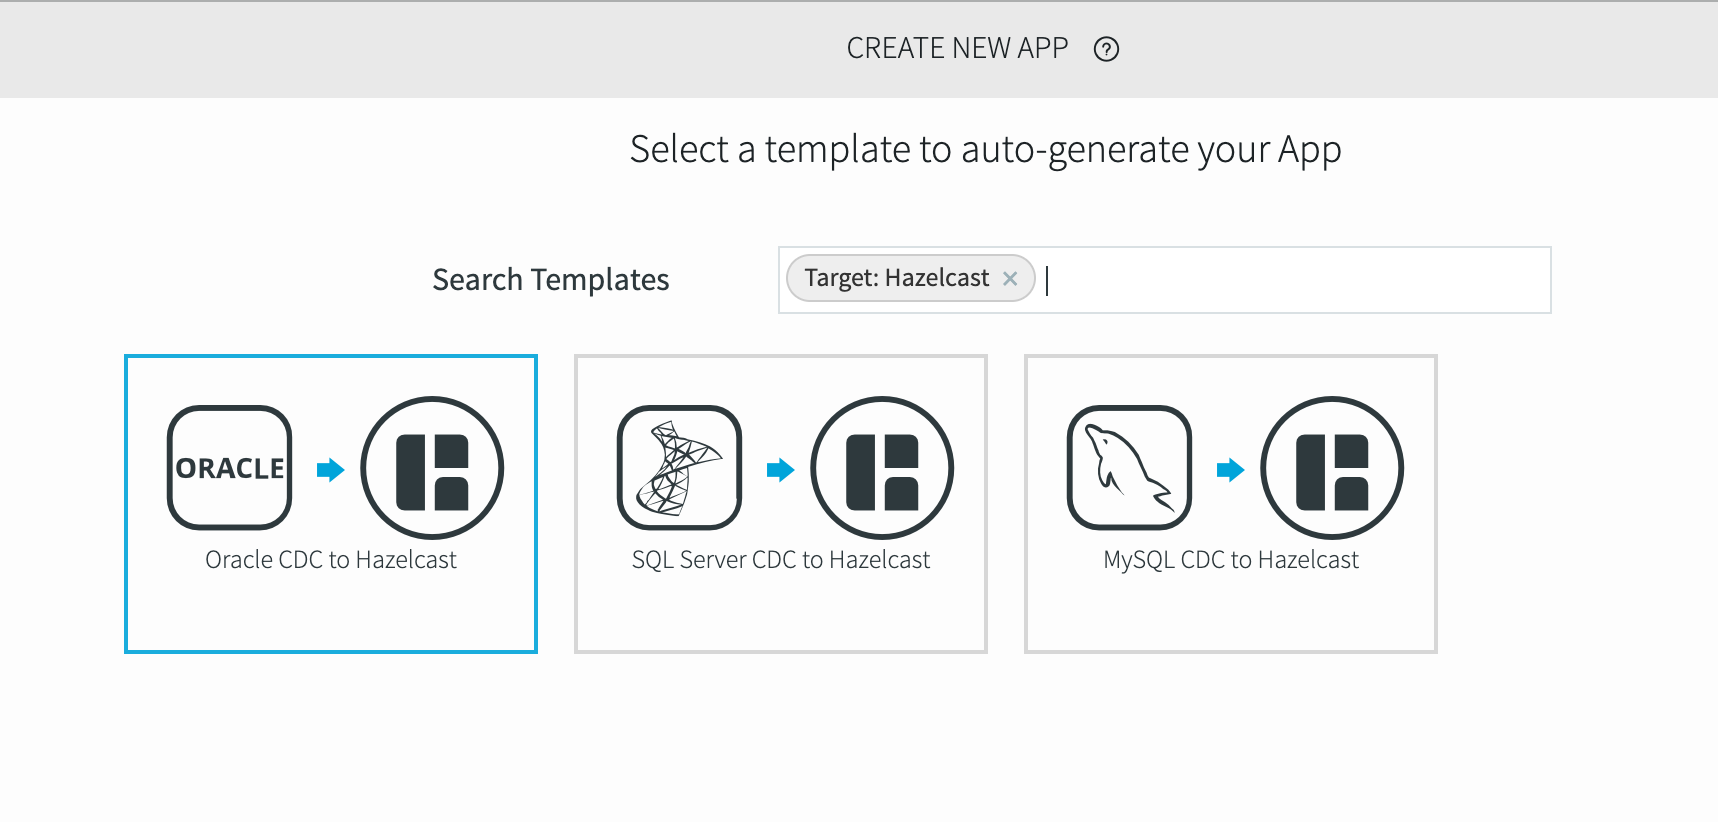 CREATE NEW APP ?
Select a template to auto-generate your App
Search Templates
Target: Hazelcast ×
ORACLE
Oracle CDC to Hazelcast
SQL Server CDC to Hazelcast
MySQL CDC to Hazelcast